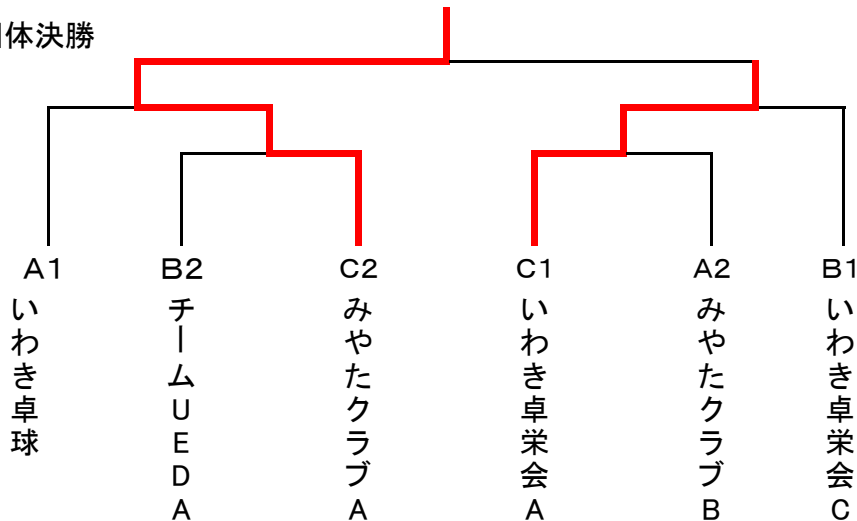 体決勝
A1
B2
C2
C1
A2
B1
いわき卓球
チームUEDA
みやたクラブA
いわき卓栄会A
みやたクラブB
いわき卓栄会C